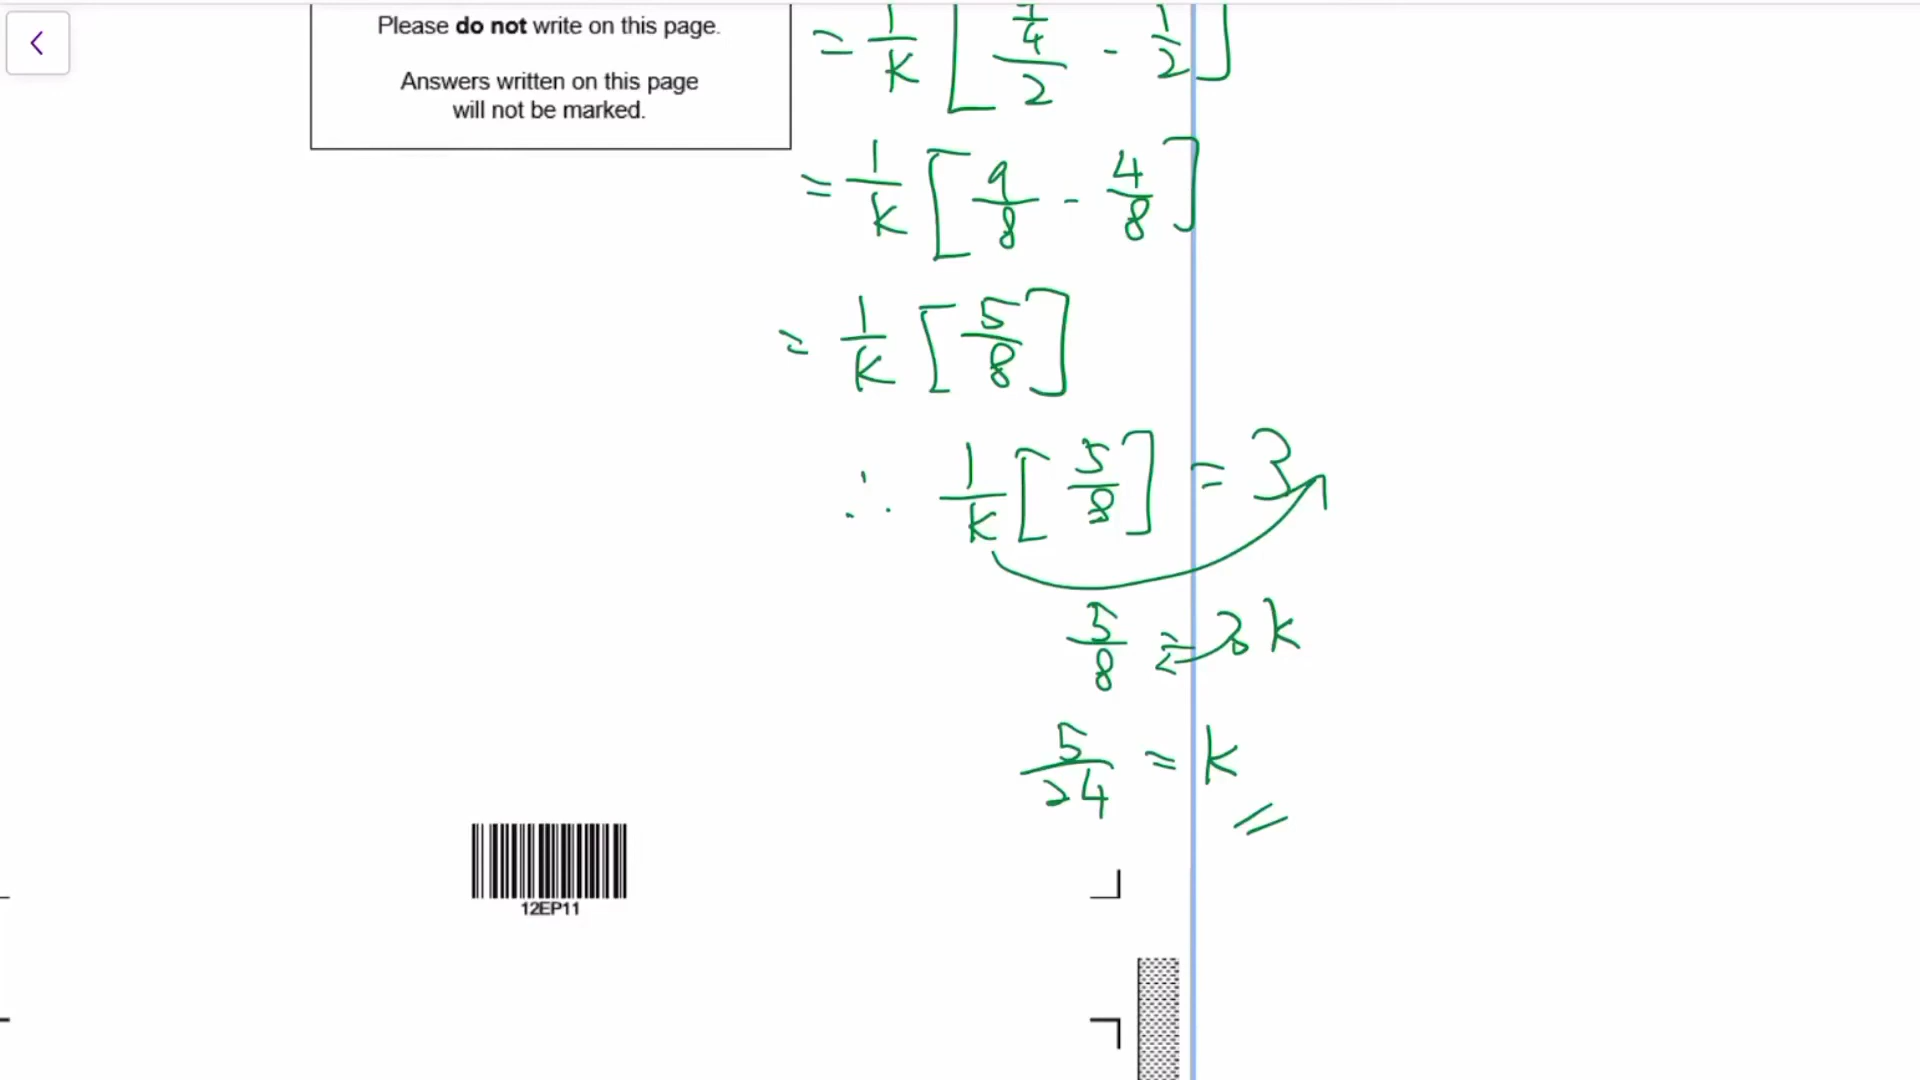 Please do not write on this page.
Answers written on this page
will not be marked.
= 1/k [ 9/4/2 - 1/2 ]
= 1/k [ 9/8 - 4/8 ]
= 1/k [ 5/8 ]
∴ 1/k [ 5/8 ] = 3
5/8 = 3k
5/24 = k
12EP11